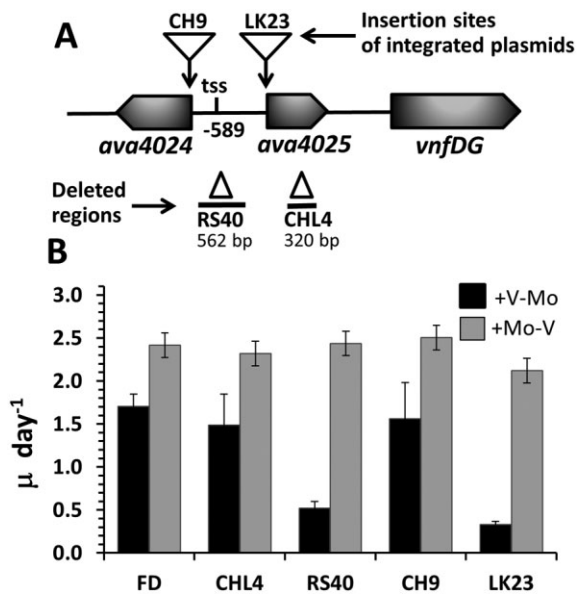 A
CH9 LK23 Insertion sites
of integrated plasmids
tss
-589
ava4024 ava4025 vnfDG
Deleted
regions
RS40 CHL4
562 bp 320 bp
B
+V-Mo
+Mo-V
3.0
2.5
2.0
1.5
1.0
0.5
0.0
μ day-1
FD CHL4 RS40 CH9 LK23